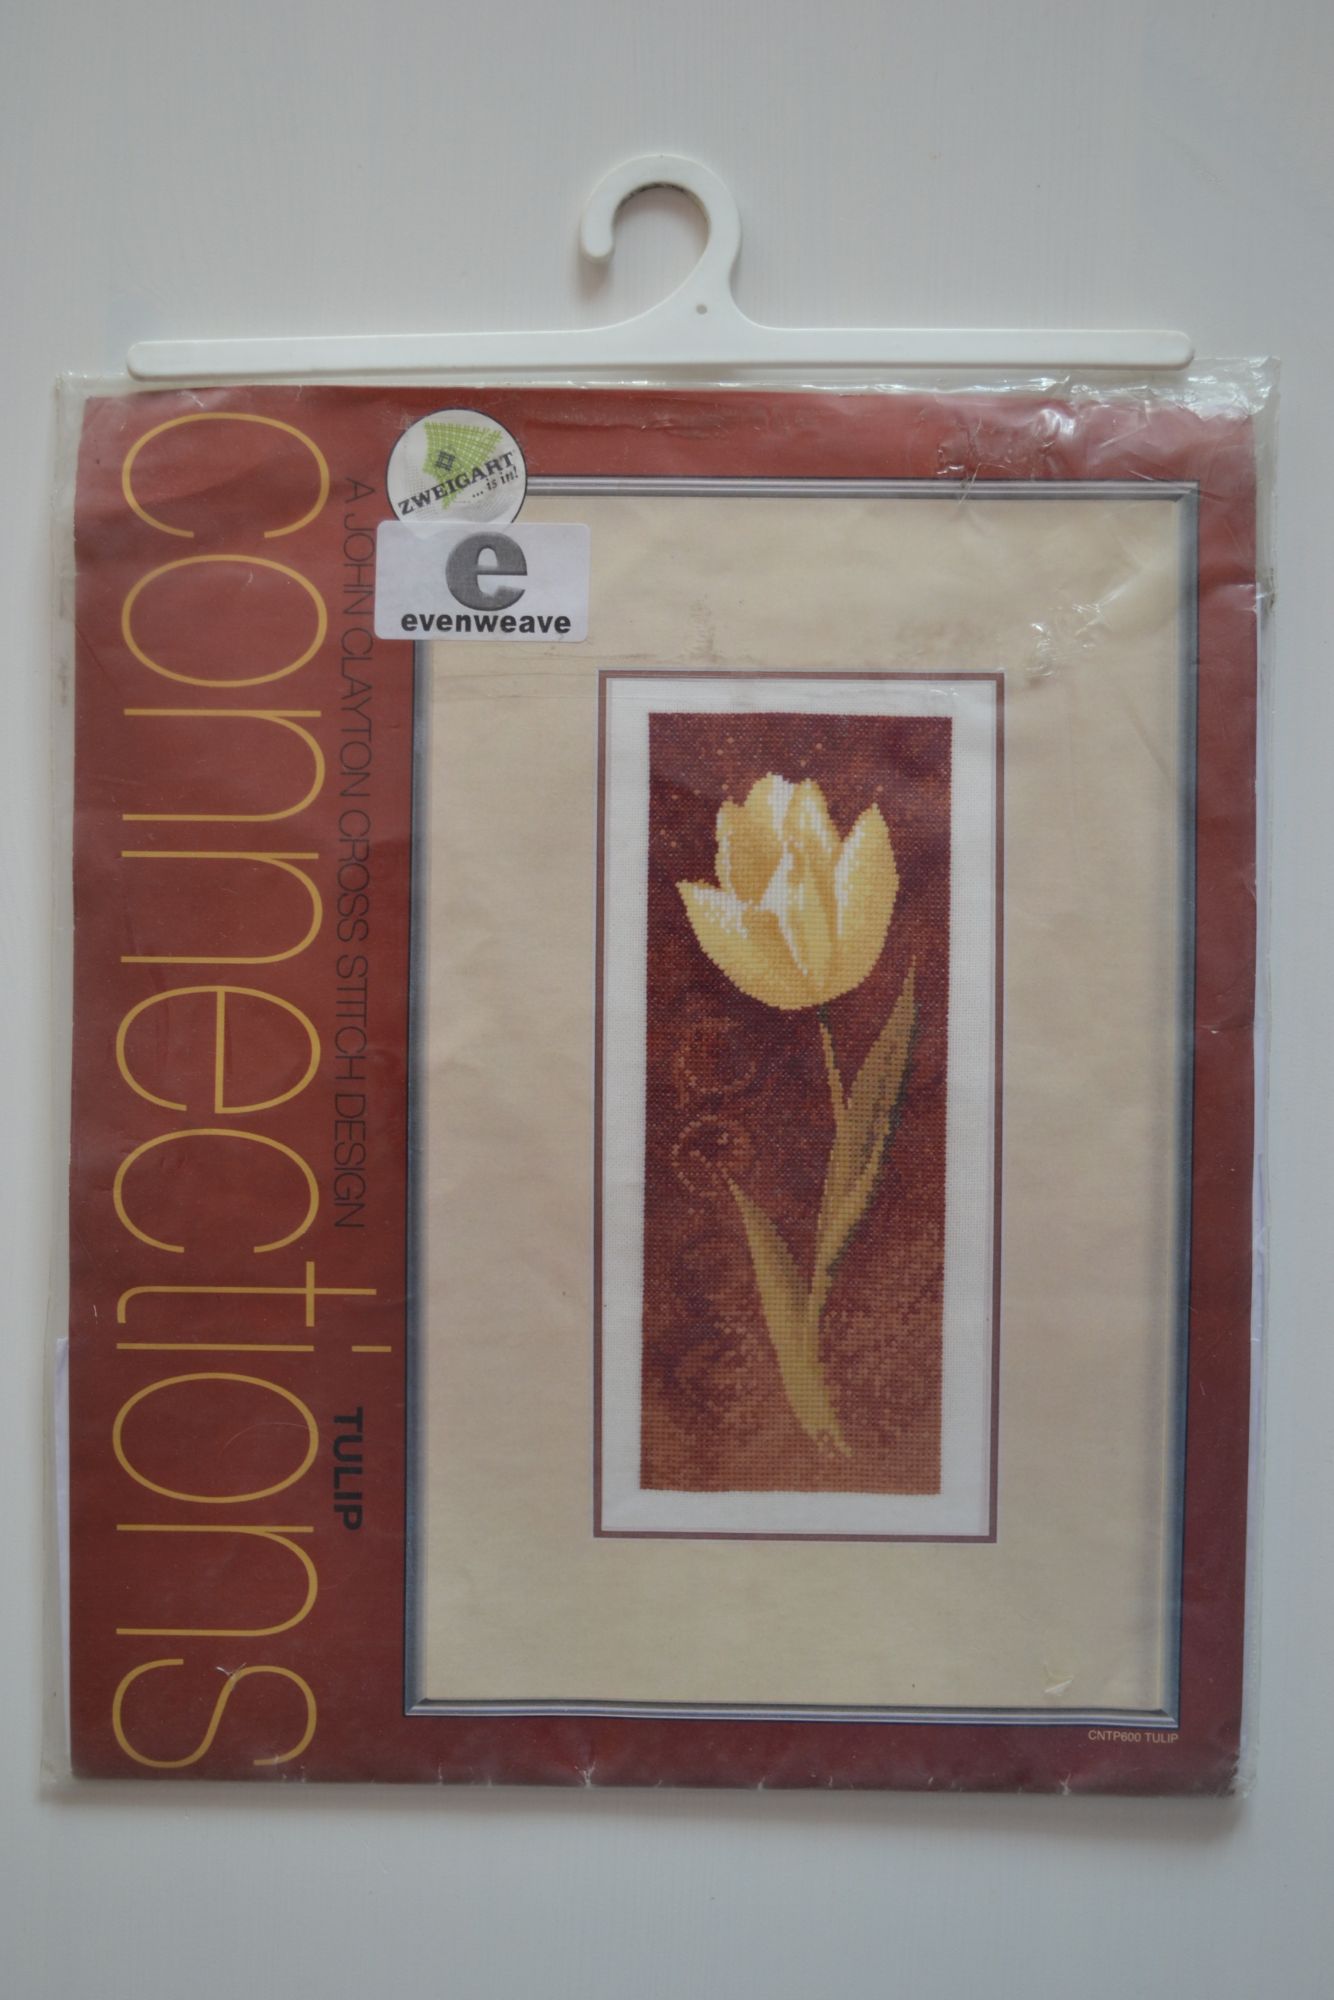 connections
A JOHN CLAYTON CROSS STITCH DESIGN TULIP
ZWEIGART
... is in!
e
evenweave
CNTP600 TULIP